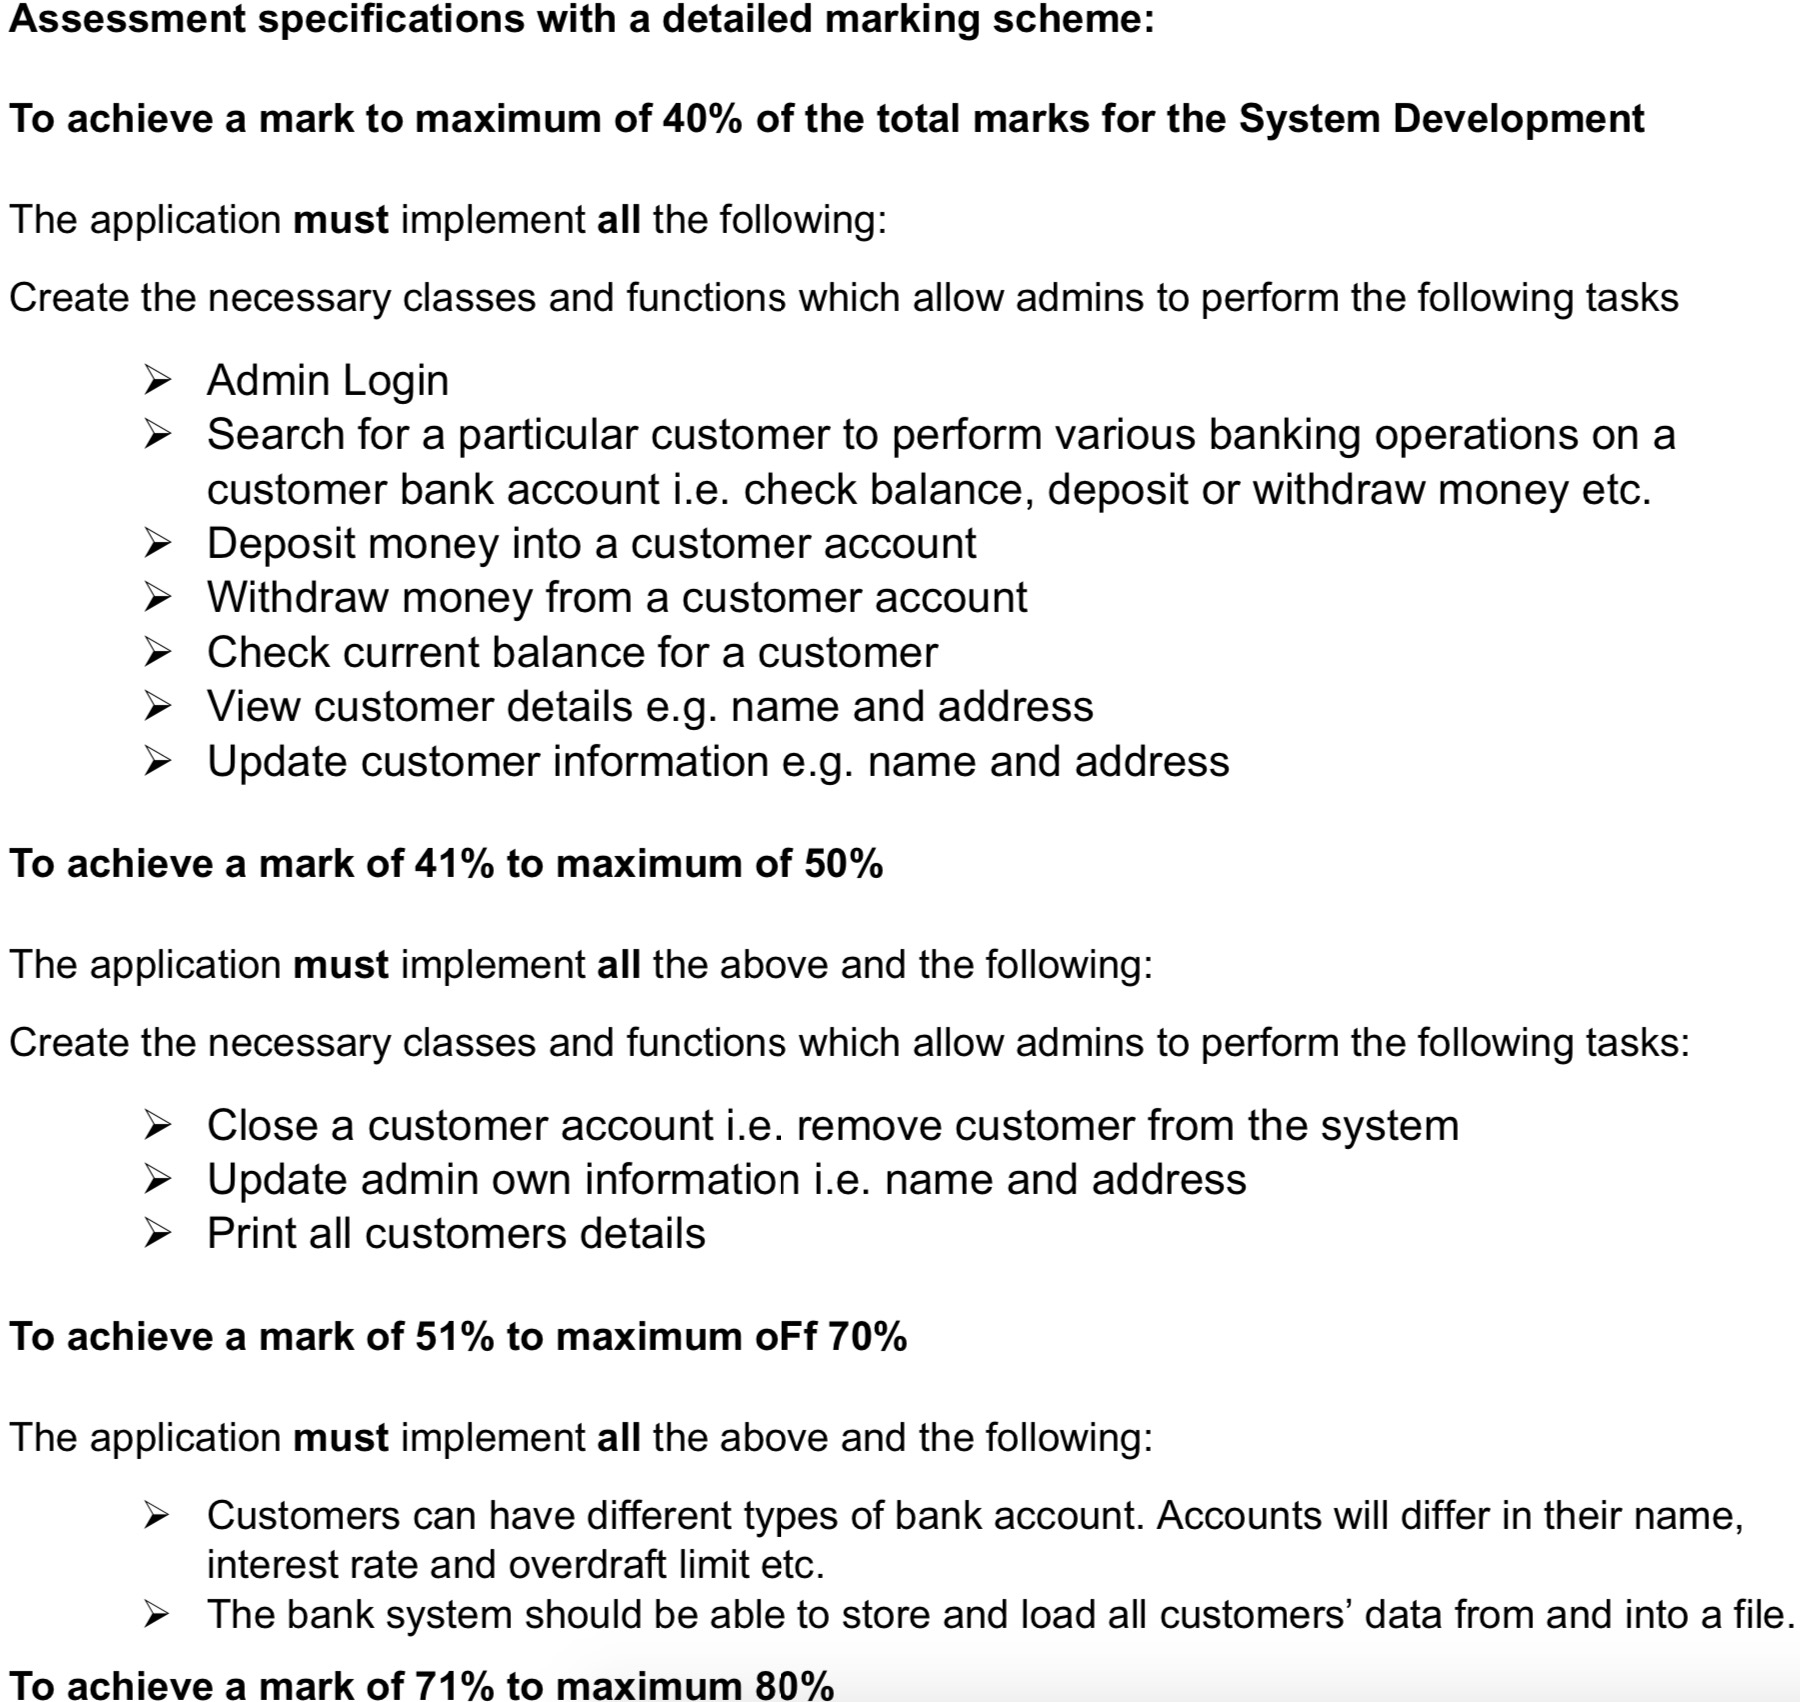 Assessment specifications with a detailed marking scheme:
To achieve a mark to maximum of 40% of the total marks for the System Development
The application must implement all the following:
Create the necessary classes and functions which allow admins to perform the following tasks
➢ Admin Login
➢ Search for a particular customer to perform various banking operations on a
customer bank account i.e. check balance, deposit or withdraw money etc.
➢ Deposit money into a customer account
➢ Withdraw money from a customer account
➢ Check current balance for a customer
➢ View customer details e.g. name and address
➢ Update customer information e.g. name and address
To achieve a mark of 41% to maximum of 50%
The application must implement all the above and the following:
Create the necessary classes and functions which allow admins to perform the following tasks:
➢ Close a customer account i.e. remove customer from the system
➢ Update admin own information i.e. name and address
➢ Print all customers details
To achieve a mark of 51% to maximum oFf 70%
The application must implement all the above and the following:
➢ Customers can have different types of bank account. Accounts will differ in their name,
interest rate and overdraft limit etc.
➢ The bank system should be able to store and load all customers’ data from and into a file.
To achieve a mark of 71% to maximum 80%